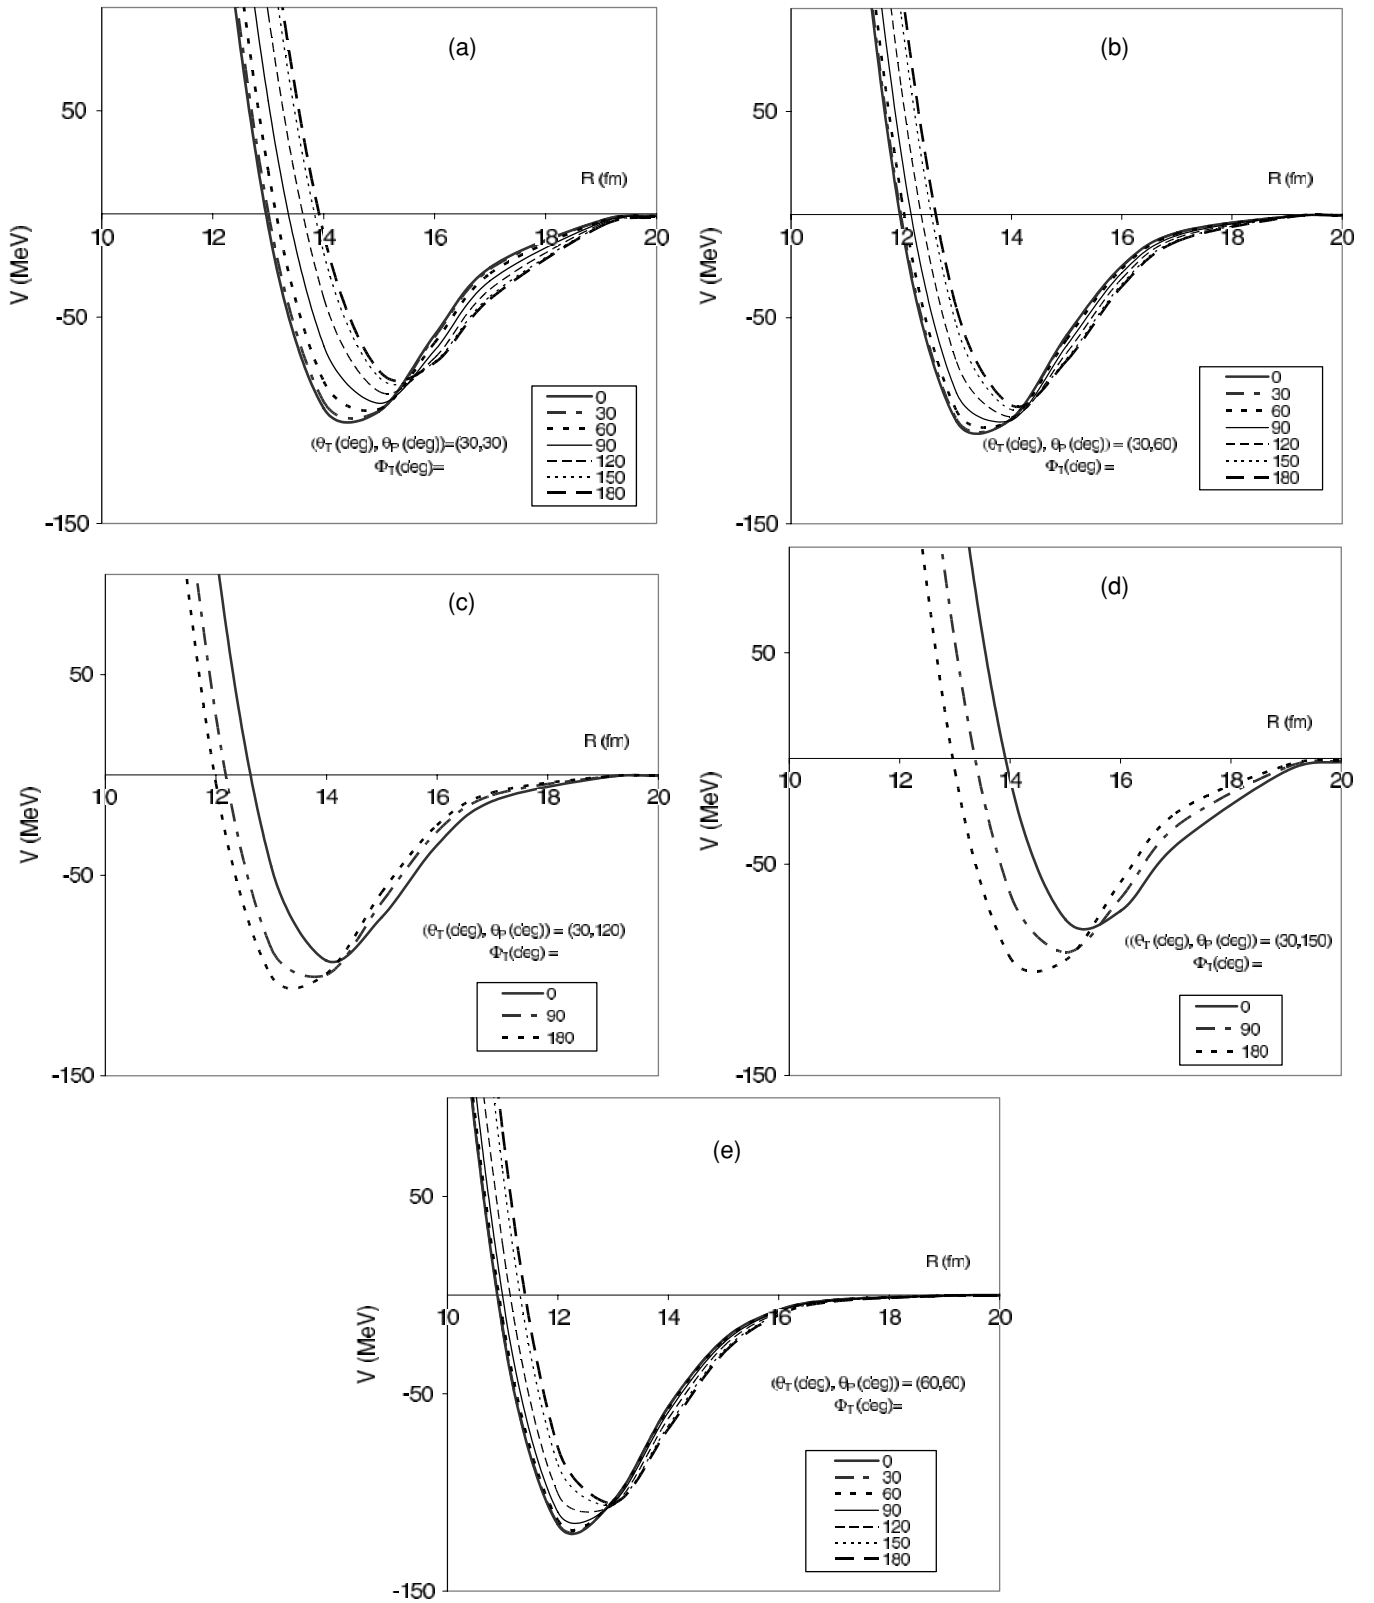 (a)
50
R (fm)
10 12 14 16 18 20
V (MeV)
-50
(θT (deg), θP (deg))=(30,30)
ΦT(deg)=
0
30
60
90
120
150
180
-150
(b)
50
R (fm)
10 12 14 16 18 20
V (MeV)
-50
(θT (deg), θP (deg)) = (30,60)
ΦT(deg) =
0
30
60
90
120
150
180
-150
(c)
50
R (fm)
10 12 14 16 18 20
V (MeV)
-50
(θT (deg), θP (deg)) = (30,120)
ΦT(deg) =
0
90
180
-150
(d)
50
R (fm)
10 12 14 16 18 20
V (MeV)
-50
((θT (deg), θP (deg)) = (30,150)
ΦT(deg) =
0
90
180
-150
(e)
50
R (fm)
10 12 14 16 18 20
V (MeV)
-50
(θT (deg), θP (deg)) = (60,60)
ΦT(deg)=
0
30
60
90
120
150
180
-150